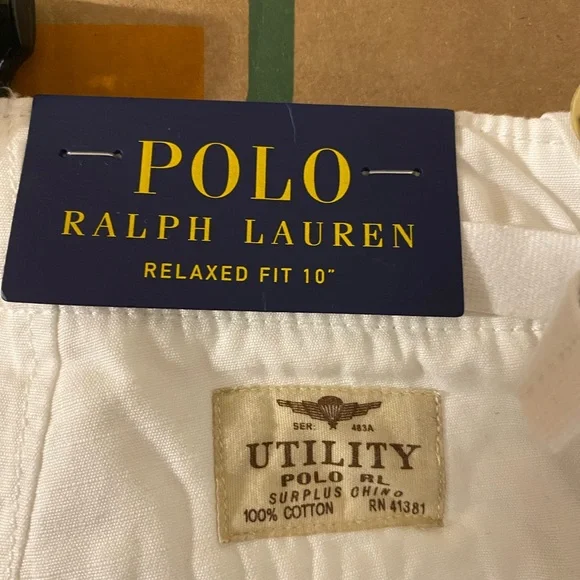 POLO
RALPH LAUREN
RELAXED FIT 10"
SER: 483A
UTILITY
POLO RL
SURPLUS CHINO
100% COTTON RN 41381